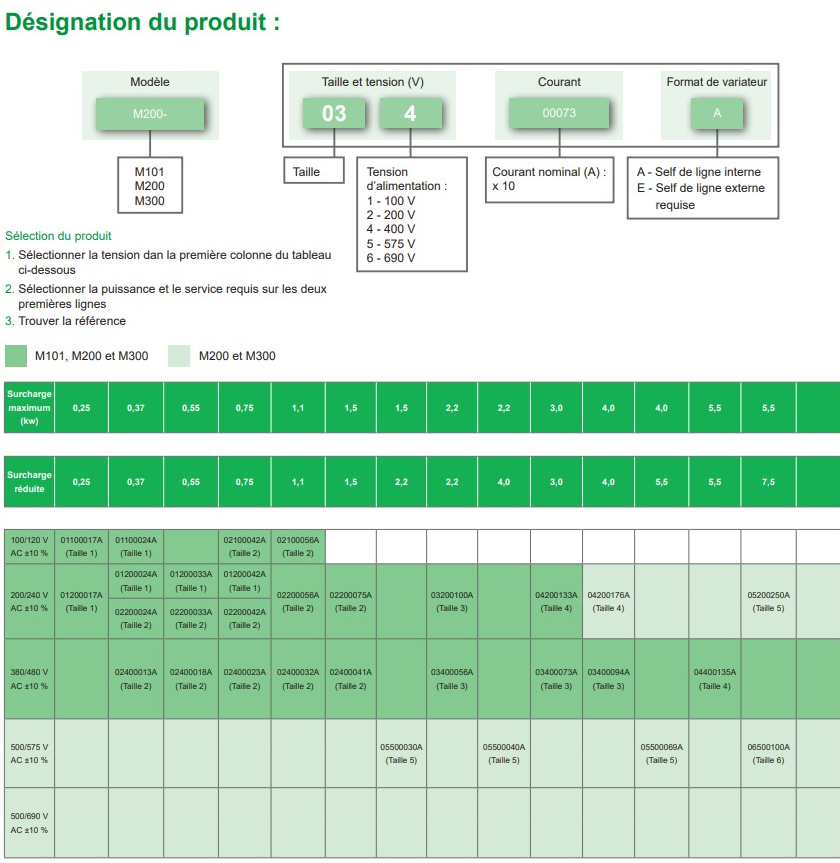 Désignation du produit :
Modèle
Taille et tension (V)
Courant
Format de variateur
M200-
03
4
00073
A
M101
M200
M300
Taille
Tension
d'alimentation :
1 - 100 V
2 - 200 V
4 - 400 V
5 - 575 V
6 - 690 V
Courant nominal (A) :
x 10
A - Self de ligne interne
E - Self de ligne externe
requise
Sélection du produit
1. Sélectionner la tension dan la première colonne du tableau
ci-dessous
2. Sélectionner la puissance et le service requis sur les deux
premières lignes
3. Trouver la référence
M101, M200 et M300
M200 et M300
Surcharge
maximum
(kw)
0,25 0,37 0,55 0,75 1,1 1,5 1,5 2,2 2,2 3,0 4,0 4,0 5,5 5,5
Surcharge
réduite
0,25 0,37 0,55 0,75 1,1 1,5 2,2 2,2 4,0 3,0 4,0 5,5 5,5 7,5
100/120 V 01100017A 01100024A 02100042A 02100056A
AC ±10 % (Taille 1) (Taille 1) (Taille 2) (Taille 2)
01200024A 01200033A 01200042A
(Taille 1) (Taille 1) (Taille 1)
200/240 V 01200017A 02200056A 02200075A 03200100A 04200133A 04200176A 05200250A
AC ±10 % (Taille 1) (Taille 2) (Taille 2) (Taille 3) (Taille 4) (Taille 4) (Taille 5)
02200024A 02200033A 02200042A
(Taille 2) (Taille 2) (Taille 2)
380/480 V 02400013A 02400018A 02400023A 02400032A 02400041A 03400056A 03400073A 03400094A 04400135A
AC ±10 % (Taille 2) (Taille 2) (Taille 2) (Taille 2) (Taille 2) (Taille 3) (Taille 3) (Taille 3) (Taille 4)
500/575 V 05500030A 05500040A 05500069A 06500100A
AC ±10 % (Taille 5) (Taille 5) (Taille 5) (Taille 6)
500/690 V
AC ±10 %